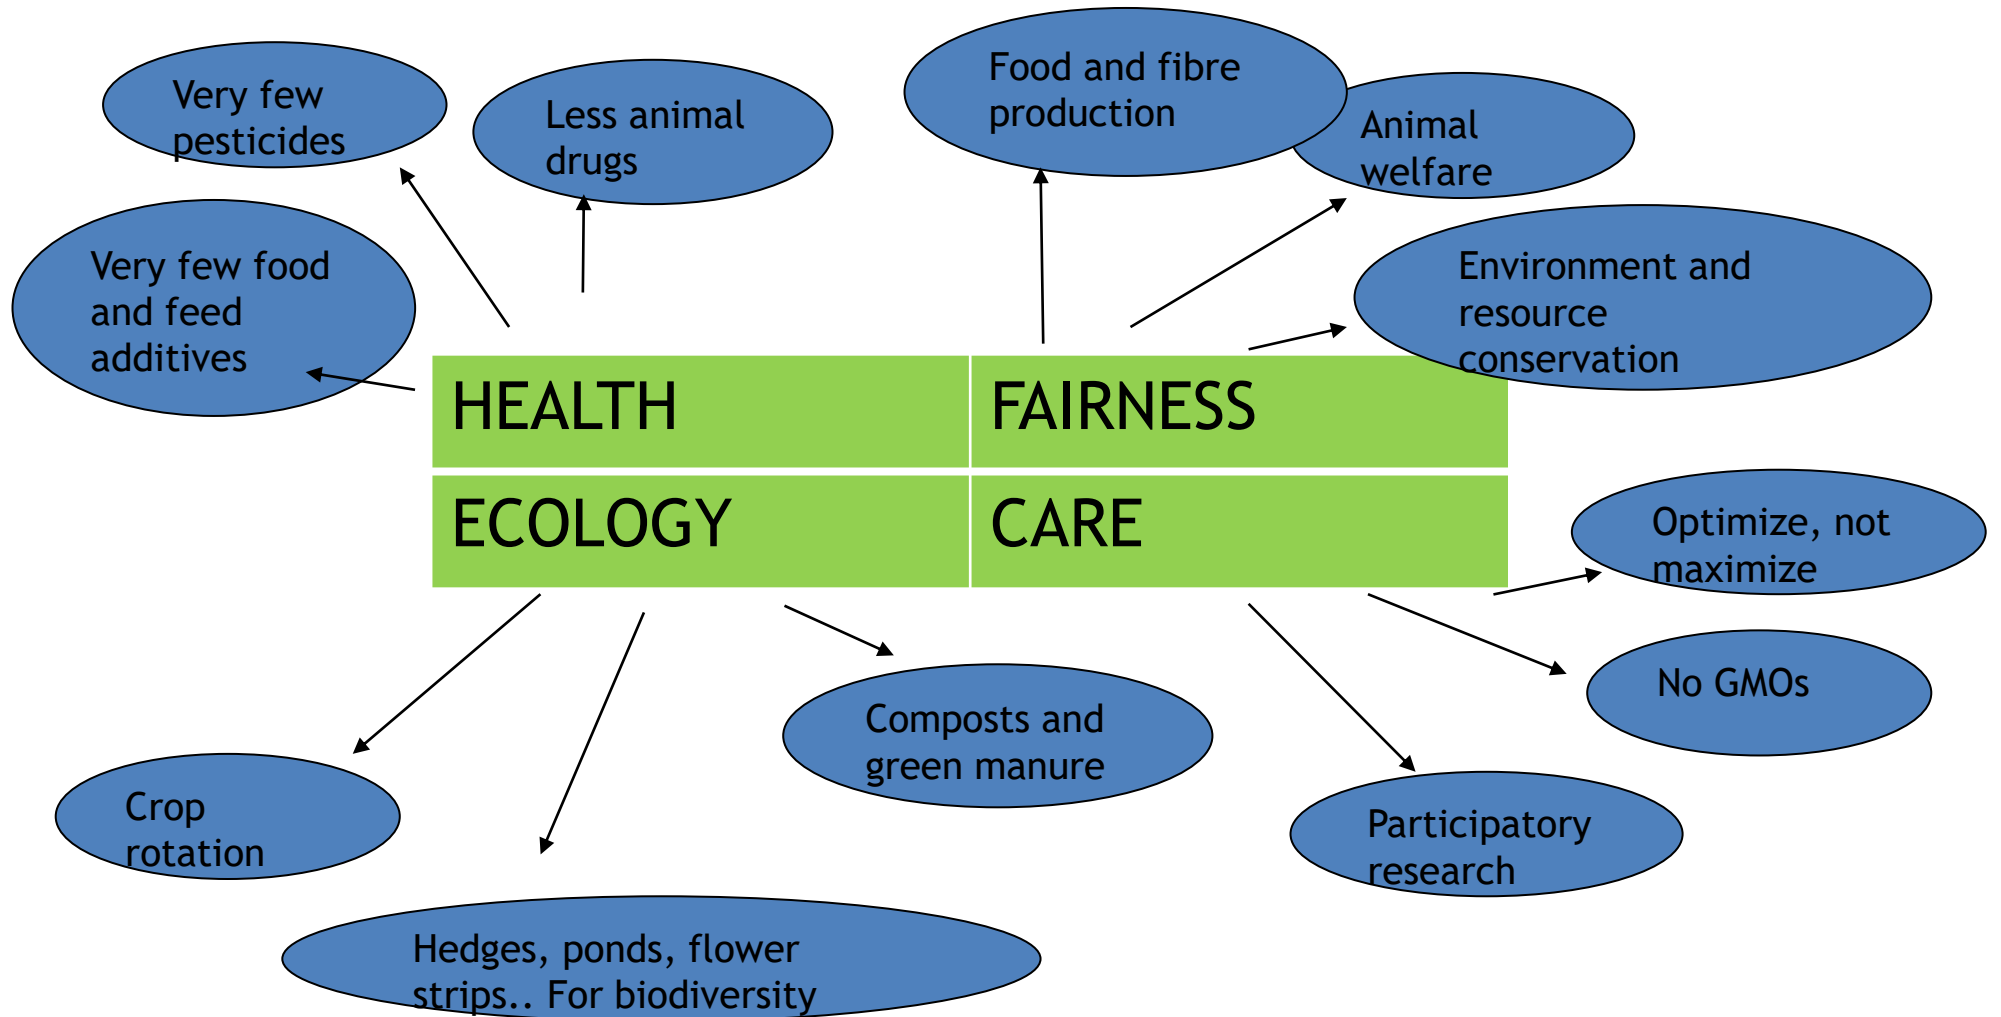 Very few
pesticides
Less animal
drugs
Food and fibre
production
Animal
welfare
Very few food
and feed
additives
Environment and
resource
conservation
HEALTH
FAIRNESS
ECOLOGY
CARE
Optimize, not
maximize
No GMOs
Composts and
green manure
Crop
rotation
Participatory
research
Hedges, ponds, flower
strips.. For biodiversity